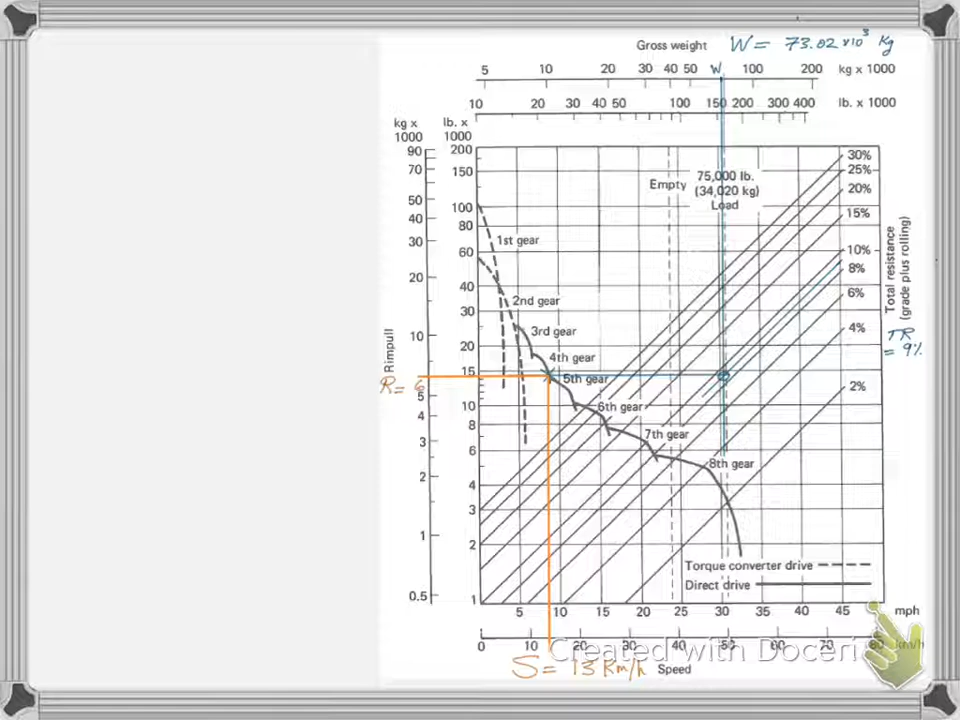 Gross weight W = 73.02 x10³ Kg
5 10 20 30 40 50 W 100 200 kg x 1000
10 20 30 40 50 100 150 200 300 400 lb. x 1000
kg x 1000
lb. x 1000
90 200
70 150
50 100
40 80
30 60
20 40
30
10 20
15
5 10
4 8
3 6
2 4
3
1 2
0.5 1
Rimpull
R = 6
Empty
75,000 lb.
(34,020 kg)
Load
1st gear
2nd gear
3rd gear
4th gear
5th gear
6th gear
7th gear
8th gear
30%
25%
20%
15%
10%
8%
6%
4%
2%
Total resistance
(grade plus rolling)
TR
= 9%
Torque converter drive
Direct drive
5 10 15 20 25 30 35 40 45 mph
0 10 20 30 40 50 60 70 80 km/h
Created with Doceri
S = 13 Km/h Speed